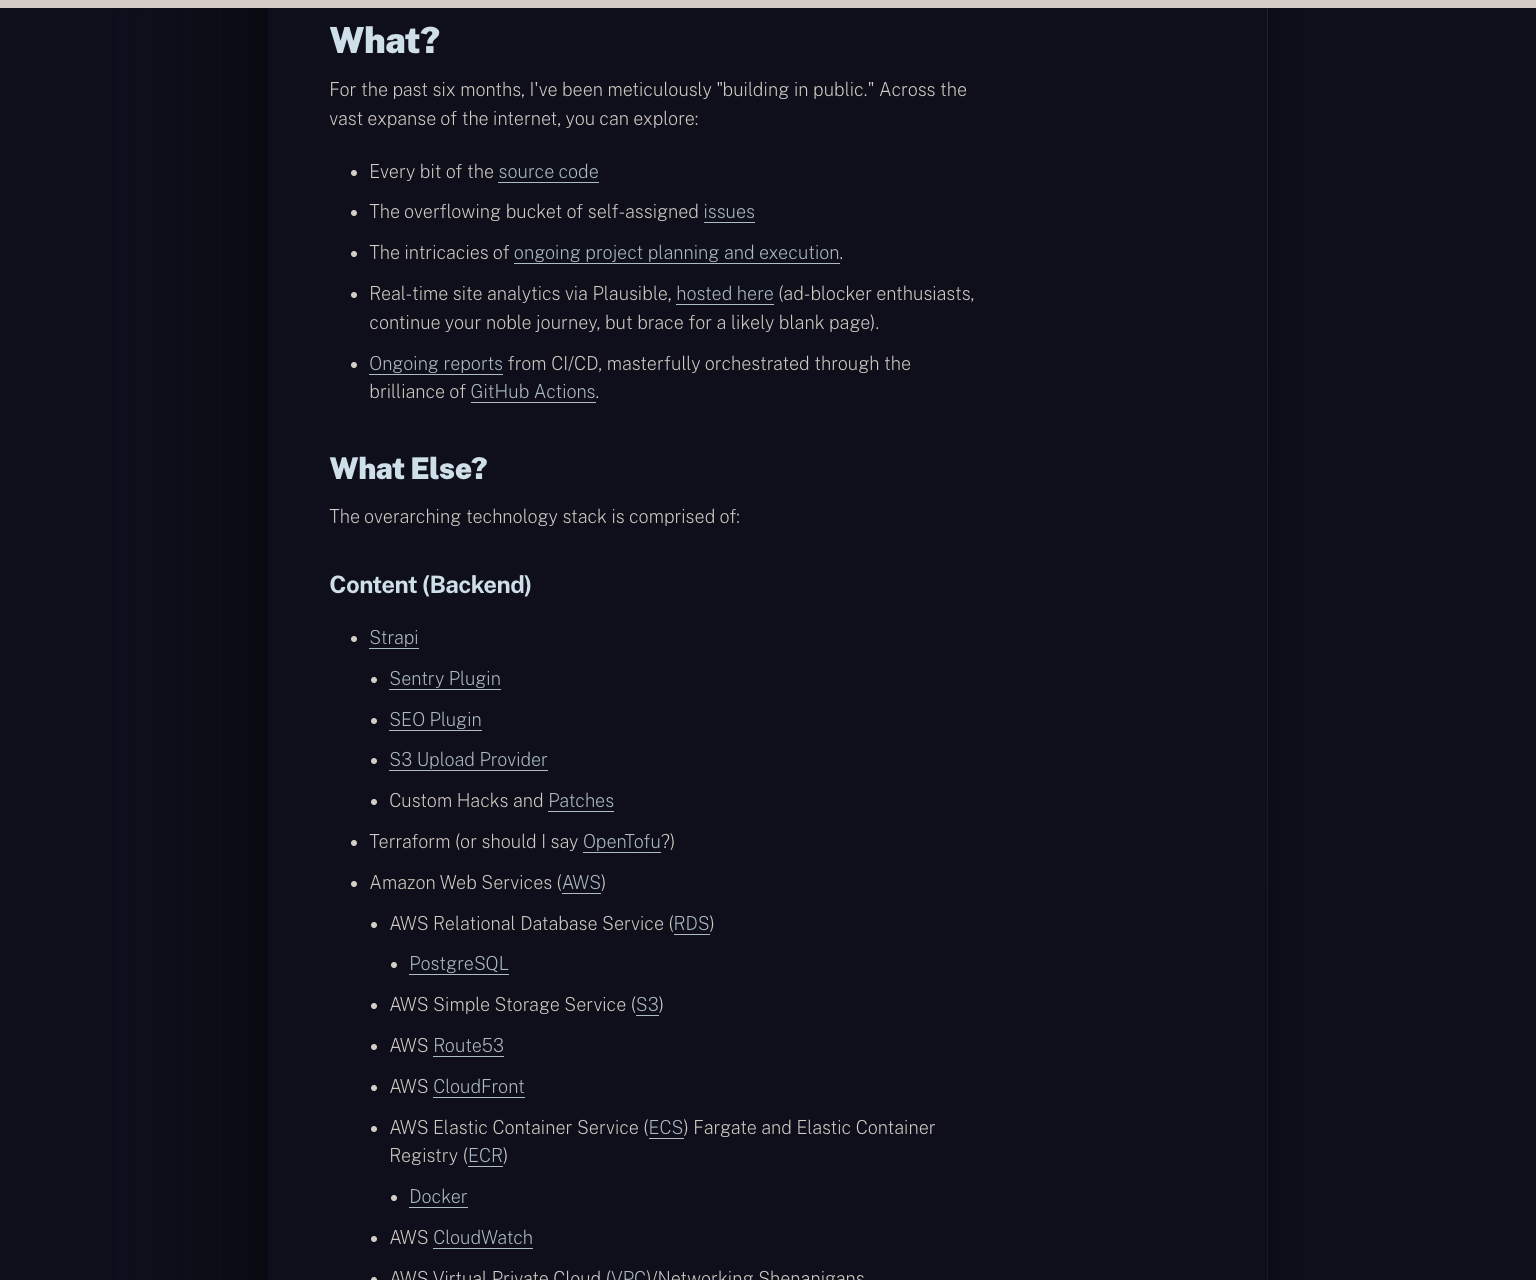 What?
For the past six months, I've been meticulously "building in public." Across the
vast expanse of the internet, you can explore:
Every bit of the source code
The overflowing bucket of self-assigned issues
The intricacies of ongoing project planning and execution.
Real-time site analytics via Plausible, hosted here (ad-blocker enthusiasts,
continue your noble journey, but brace for a likely blank page).
Ongoing reports from CI/CD, masterfully orchestrated through the
brilliance of GitHub Actions.
What Else?
The overarching technology stack is comprised of:
Content (Backend)
Strapi
Sentry Plugin
SEO Plugin
S3 Upload Provider
Custom Hacks and Patches
Terraform (or should I say OpenTofu?)
Amazon Web Services (AWS)
AWS Relational Database Service (RDS)
PostgreSQL
AWS Simple Storage Service (S3)
AWS Route53
AWS CloudFront
AWS Elastic Container Service (ECS) Fargate and Elastic Container
Registry (ECR)
Docker
AWS CloudWatch
AWS Virtual Private Cloud (VPC)/Networking Shenanigans